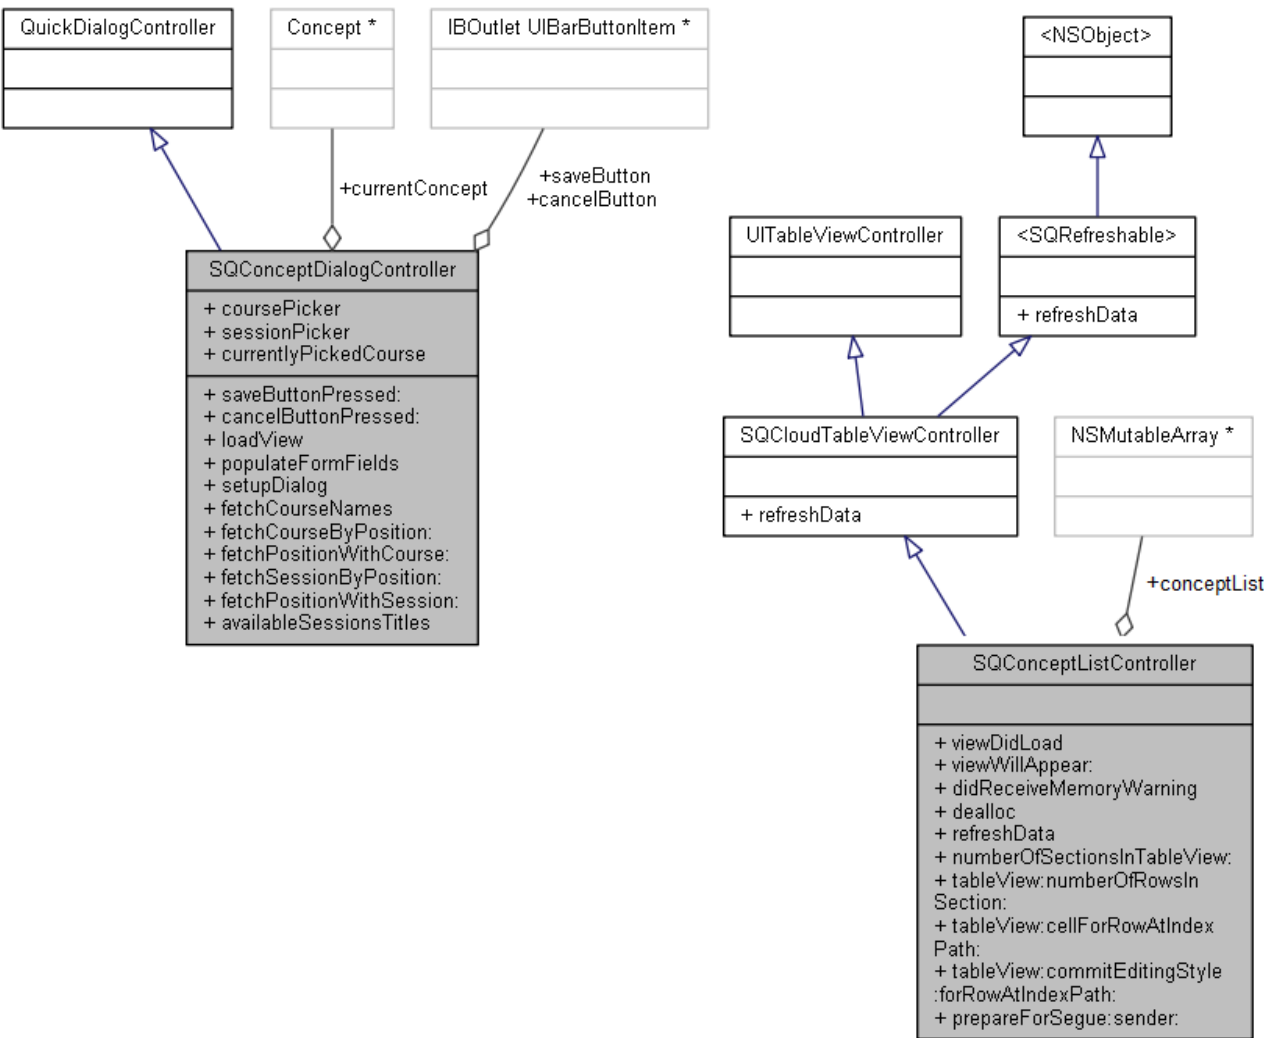 QuickDialogController
Concept *
IBOutlet UIBarButtonItem *
+currentConcept
+saveButton
+cancelButton
SQConceptDialogController
+ coursePicker
+ sessionPicker
+ currentlyPickedCourse
+ saveButtonPressed:
+ cancelButtonPressed:
+ loadView
+ populateFormFields
+ setupDialog
+ fetchCourseNames
+ fetchCourseByPosition:
+ fetchPositionWithCourse:
+ fetchSessionByPosition:
+ fetchPositionWithSession:
+ availableSessionsTitles
<NSObject>
UITableViewController
<SQRefreshable>
+ refreshData
SQCloudTableViewController
+ refreshData
NSMutableArray *
+conceptList
SQConceptListController
+ viewDidLoad
+ viewWillAppear:
+ didReceiveMemoryWarning
+ dealloc
+ refreshData
+ numberOfSectionsInTableView:
+ tableView:numberOfRowsIn
Section:
+ tableView:cellForRowAtIndex
Path:
+ tableView:commitEditingStyle
:forRowAtIndexPath:
+ prepareForSegue:sender: